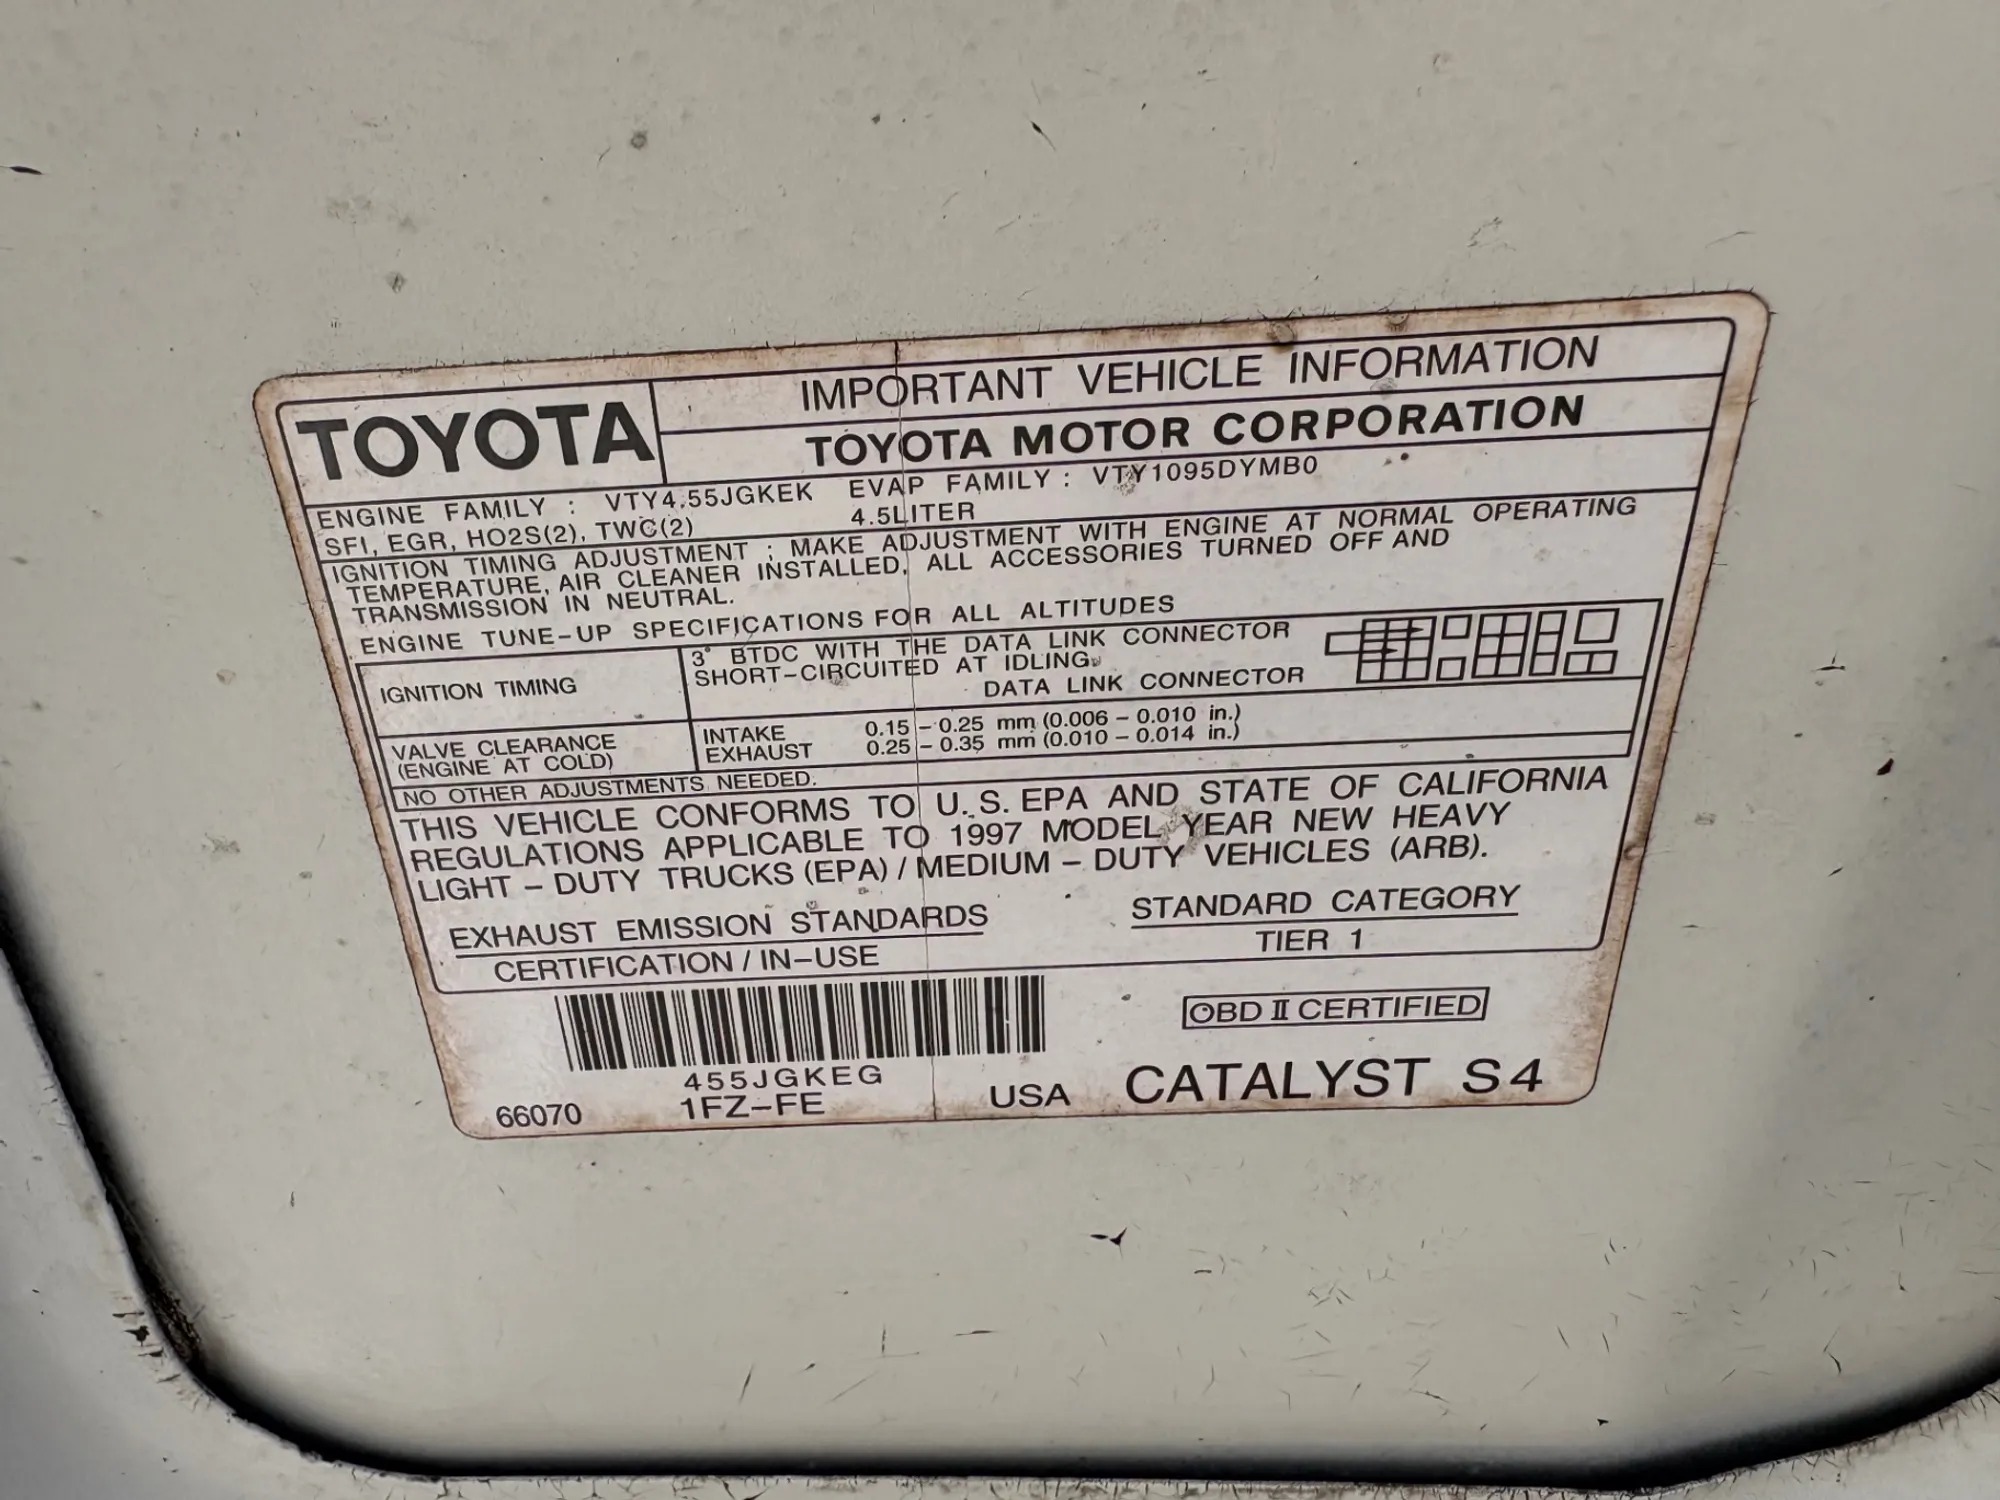 TOYOTA
IMPORTANT VEHICLE INFORMATION
TOYOTA MOTOR CORPORATION
ENGINE FAMILY : VTY4.55JGKEK EVAP FAMILY : VTY1095DYMB0
SFI, EGR, HO2S(2), TWC(2) 4.5LITER
IGNITION TIMING ADJUSTMENT : MAKE ADJUSTMENT WITH ENGINE AT NORMAL OPERATING
TEMPERATURE, AIR CLEANER INSTALLED, ALL ACCESSORIES TURNED OFF AND
TRANSMISSION IN NEUTRAL.
ENGINE TUNE-UP SPECIFICATIONS FOR ALL ALTITUDES
IGNITION TIMING
3° BTDC WITH THE DATA LINK CONNECTOR
SHORT-CIRCUITED AT IDLING.
DATA LINK CONNECTOR
VALVE CLEARANCE
(ENGINE AT COLD)
INTAKE 0.15 - 0.25 mm (0.006 - 0.010 in.)
EXHAUST 0.25 - 0.35 mm (0.010 - 0.014 in.)
NO OTHER ADJUSTMENTS NEEDED.
THIS VEHICLE CONFORMS TO U.S. EPA AND STATE OF CALIFORNIA
REGULATIONS APPLICABLE TO 1997 MODEL YEAR NEW HEAVY
LIGHT - DUTY TRUCKS (EPA) / MEDIUM - DUTY VEHICLES (ARB).
EXHAUST EMISSION STANDARDS STANDARD CATEGORY
CERTIFICATION / IN-USE TIER 1
OBD II CERTIFIED
455JGKEG
66070 1FZ-FE USA CATALYST S4